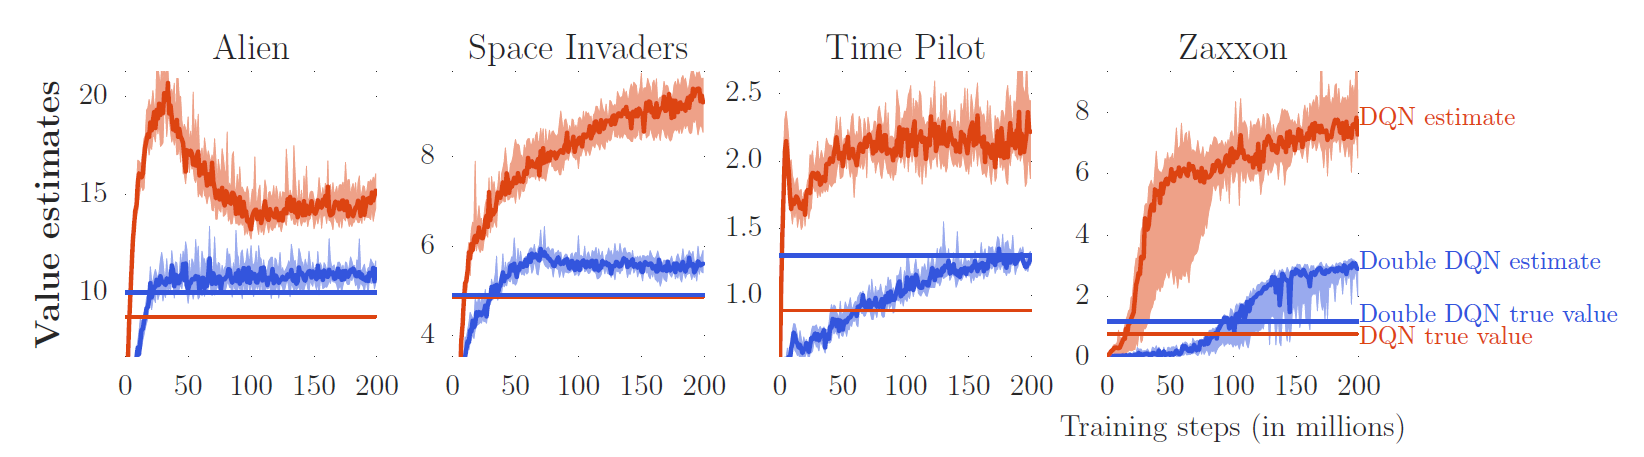 Alien
Space Invaders
Time Pilot
Zaxxon
Value estimates
20
15
10
0 50 100 150 200
8
6
4
0 50 100 150 200
2.5
2.0
1.5
1.0
0 50 100 150 200
8
6
4
2
0
0 50 100 150 200
DQN estimate
Double DQN estimate
Double DQN true value
DQN true value
Training steps (in millions)